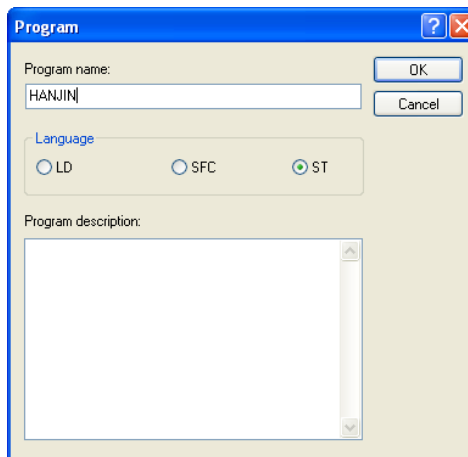 Program
Program name:
OK
HANJIN
Cancel
Language
LD
SFC
ST
Program description: